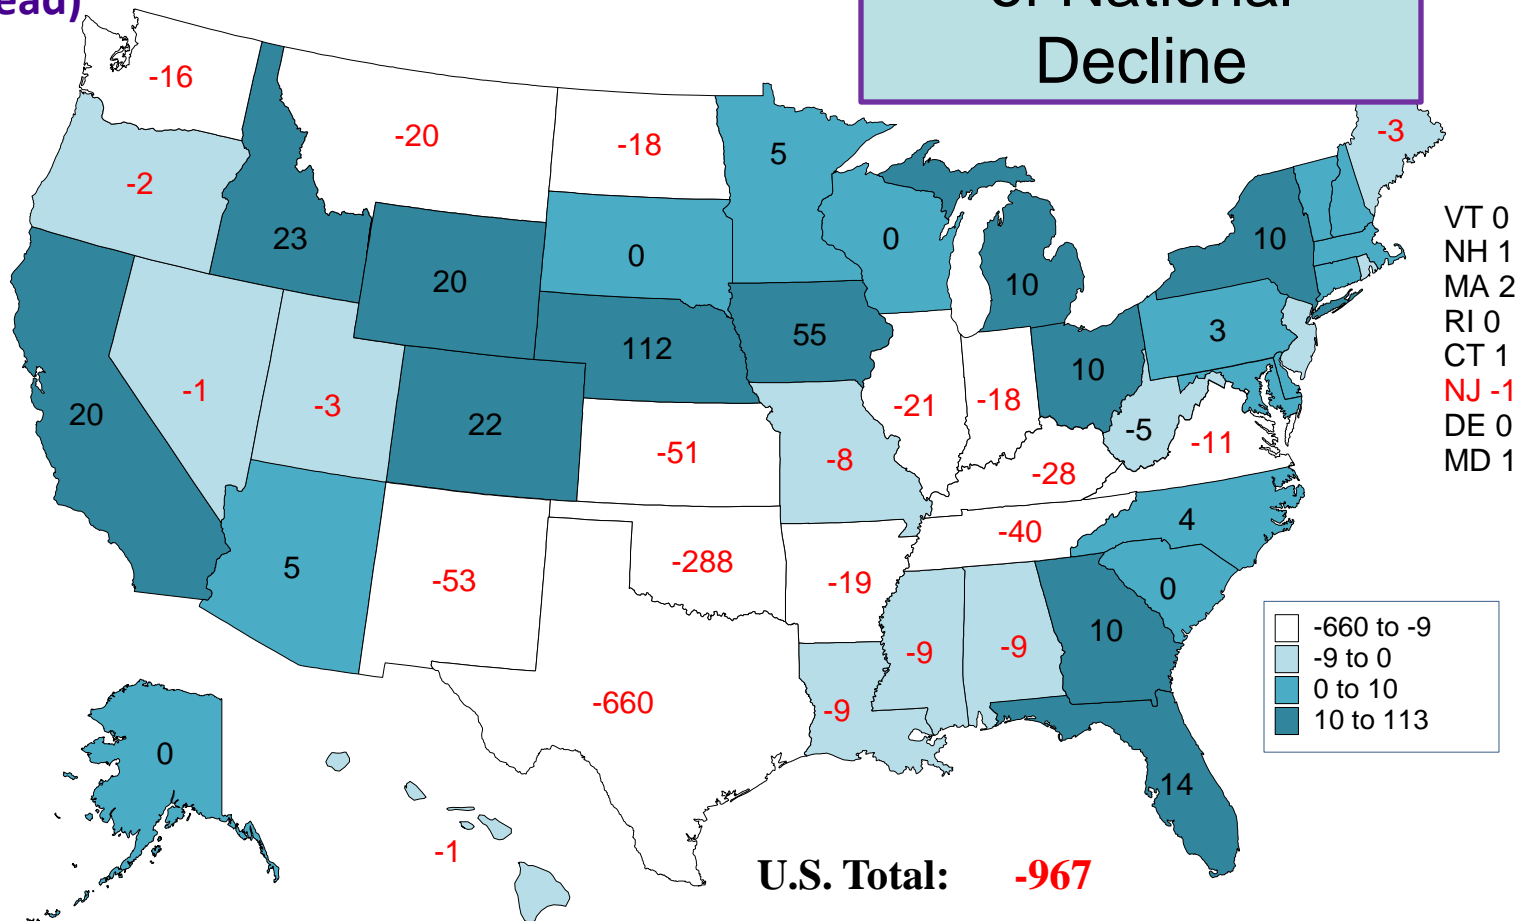 ead)
of National
Decline
-16
-20
-18
5
-3
-2
23
20
0
0
10
10
VT 0
NH 1
MA 2
RI 0
CT 1
NJ -1
DE 0
MD 1
20
-1
-3
22
112
55
-21
-18
10
3
-51
-8
-28
-5
-11
5
-53
-288
-19
-40
4
0
-660
-9
-9
-9
10
14
0
-1
-660 to -9
-9 to 0
0 to 10
10 to 113
U.S. Total: -967